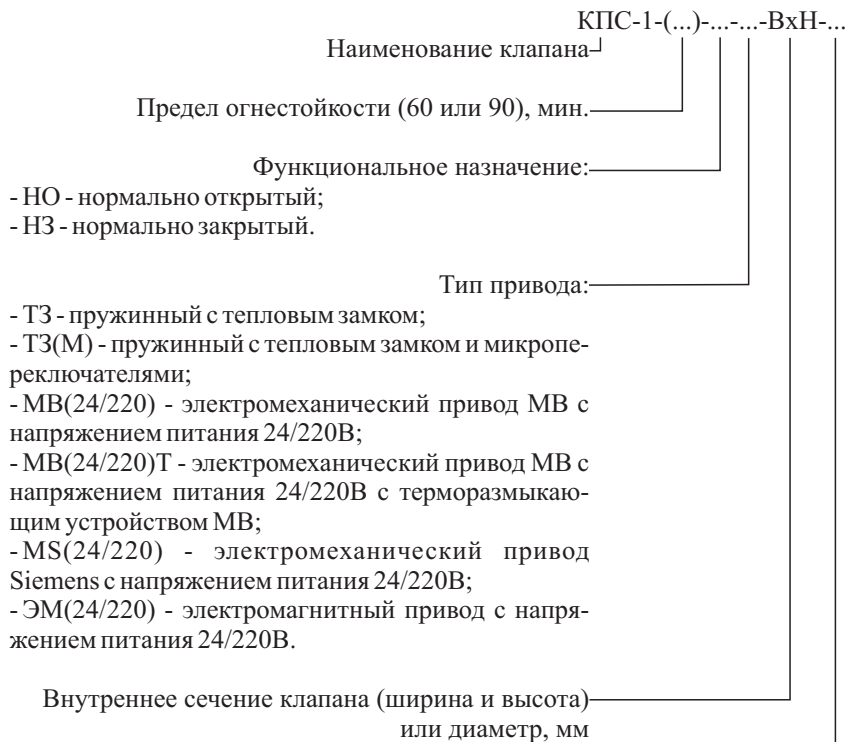 КПС-1-(...)-...-...-ВхН-...
Наименование клапана
Предел огнестойкости (60 или 90), мин.
Функциональное назначение:
- НО - нормально открытый;
- НЗ - нормально закрытый.
Тип привода:
- ТЗ - пружинный с тепловым замком;
- ТЗ(М) - пружинный с тепловым замком и микропе-
реключателями;
- МВ(24/220) - электромеханический привод МВ с
напряжением питания 24/220В;
- МВ(24/220)Т - электромеханический привод МВ с
напряжением питания 24/220В с терморазмыкаю-
щим устройством МВ;
- MS(24/220) - электромеханический привод
Siemens с напряжением питания 24/220В;
- ЭМ(24/220) - электромагнитный привод с напря-
жением питания 24/220В.
Внутреннее сечение клапана (ширина и высота)
или диаметр, мм